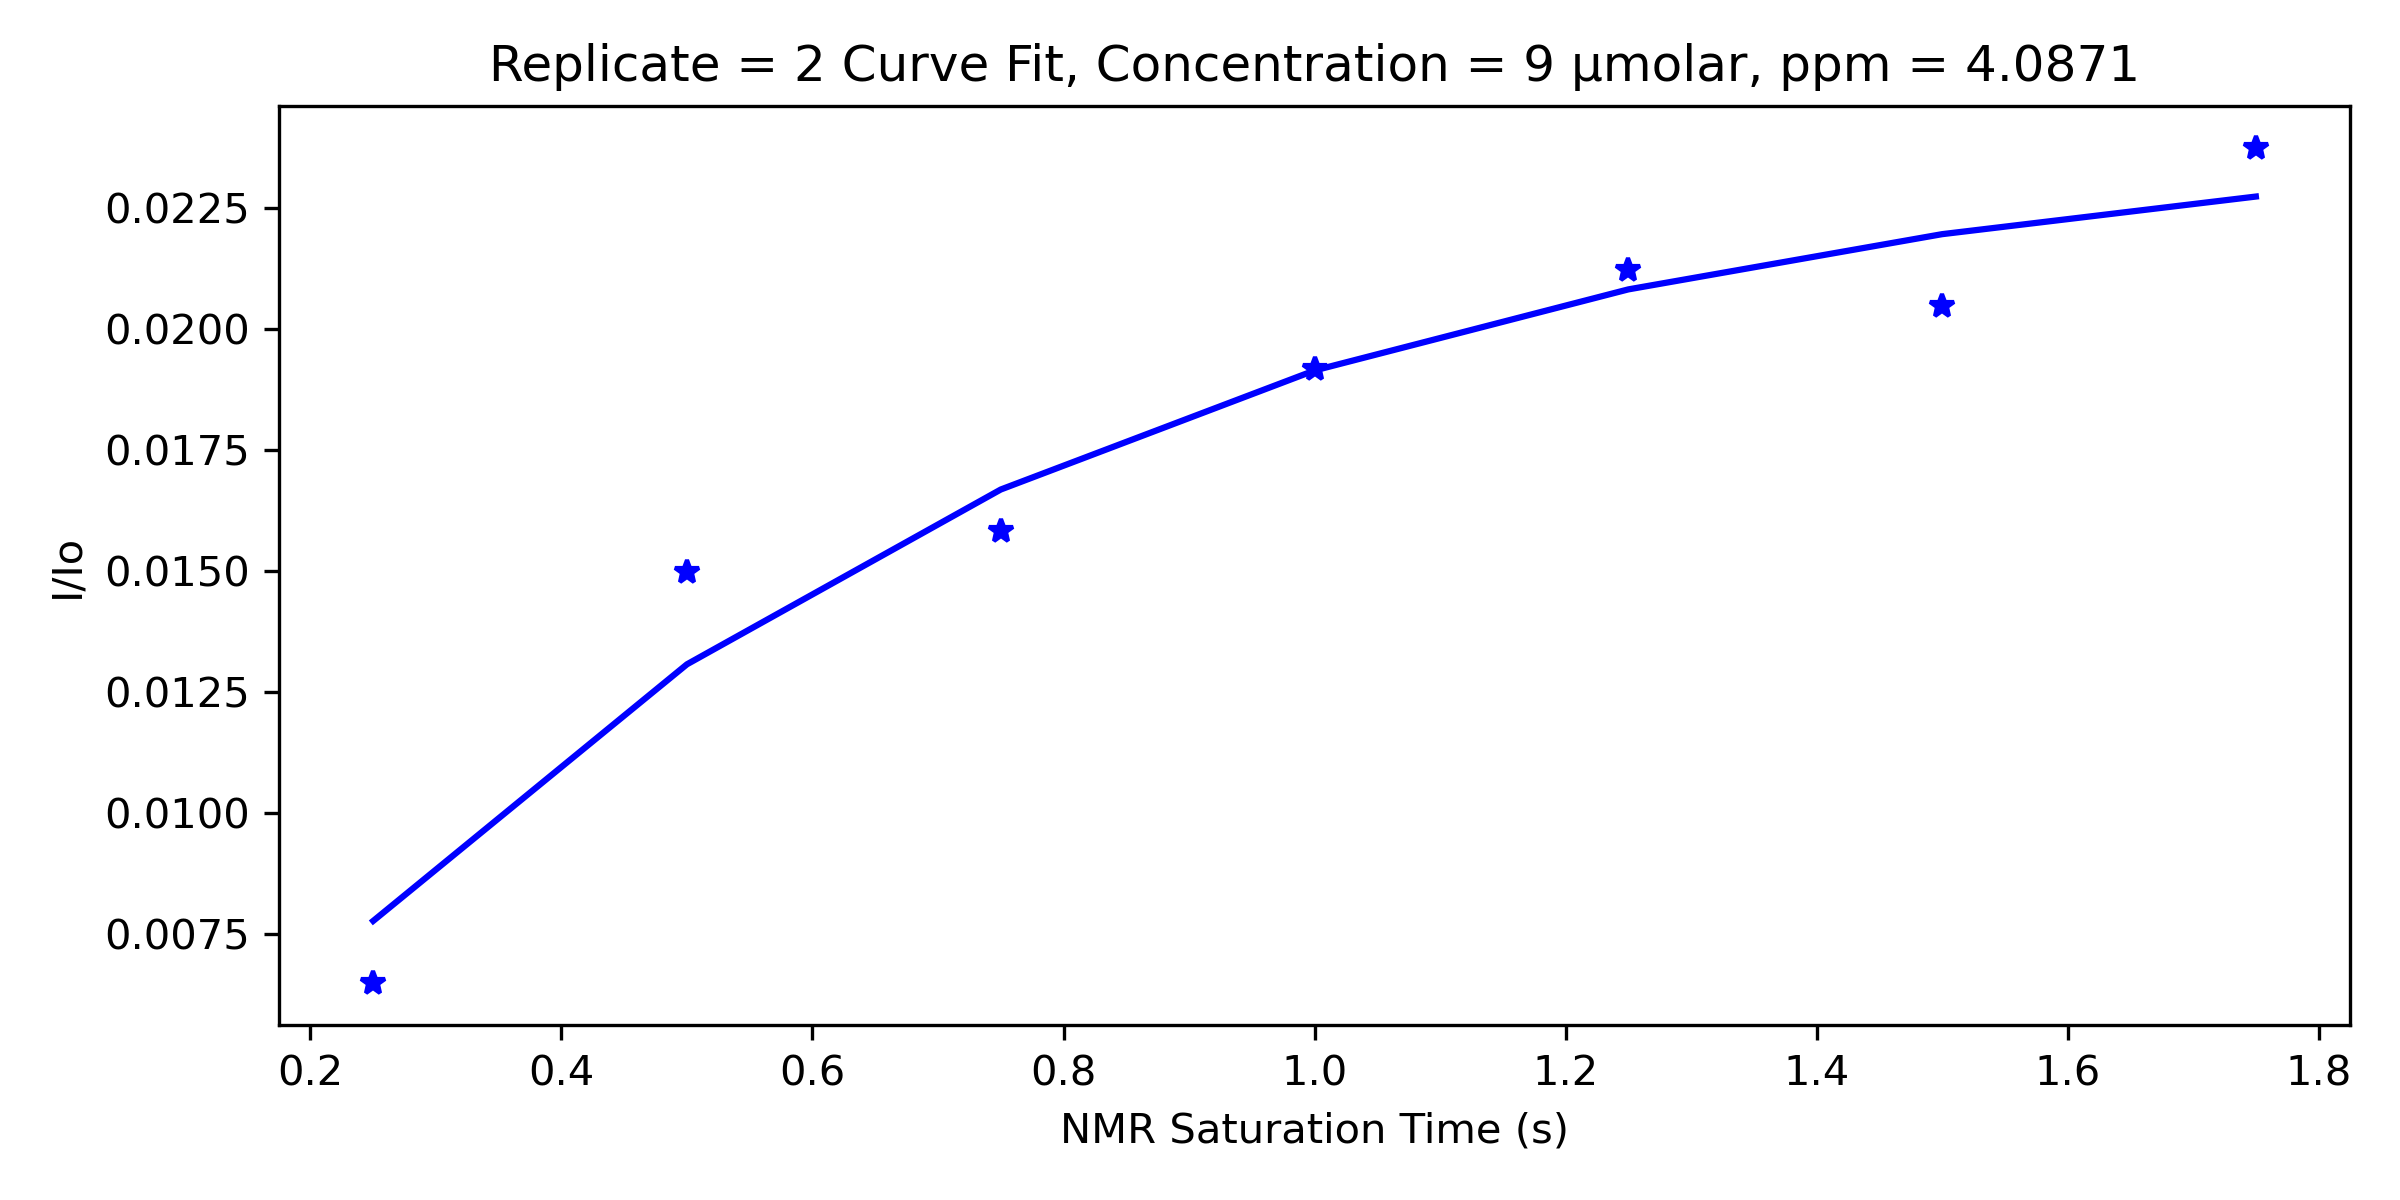 Replicate = 2 Curve Fit, Concentration = 9 µmolar, ppm = 4.0871
I/Io
0.0225
0.0200
0.0175
0.0150
0.0125
0.0100
0.0075
0.2 0.4 0.6 0.8 1.0 1.2 1.4 1.6 1.8
NMR Saturation Time (s)